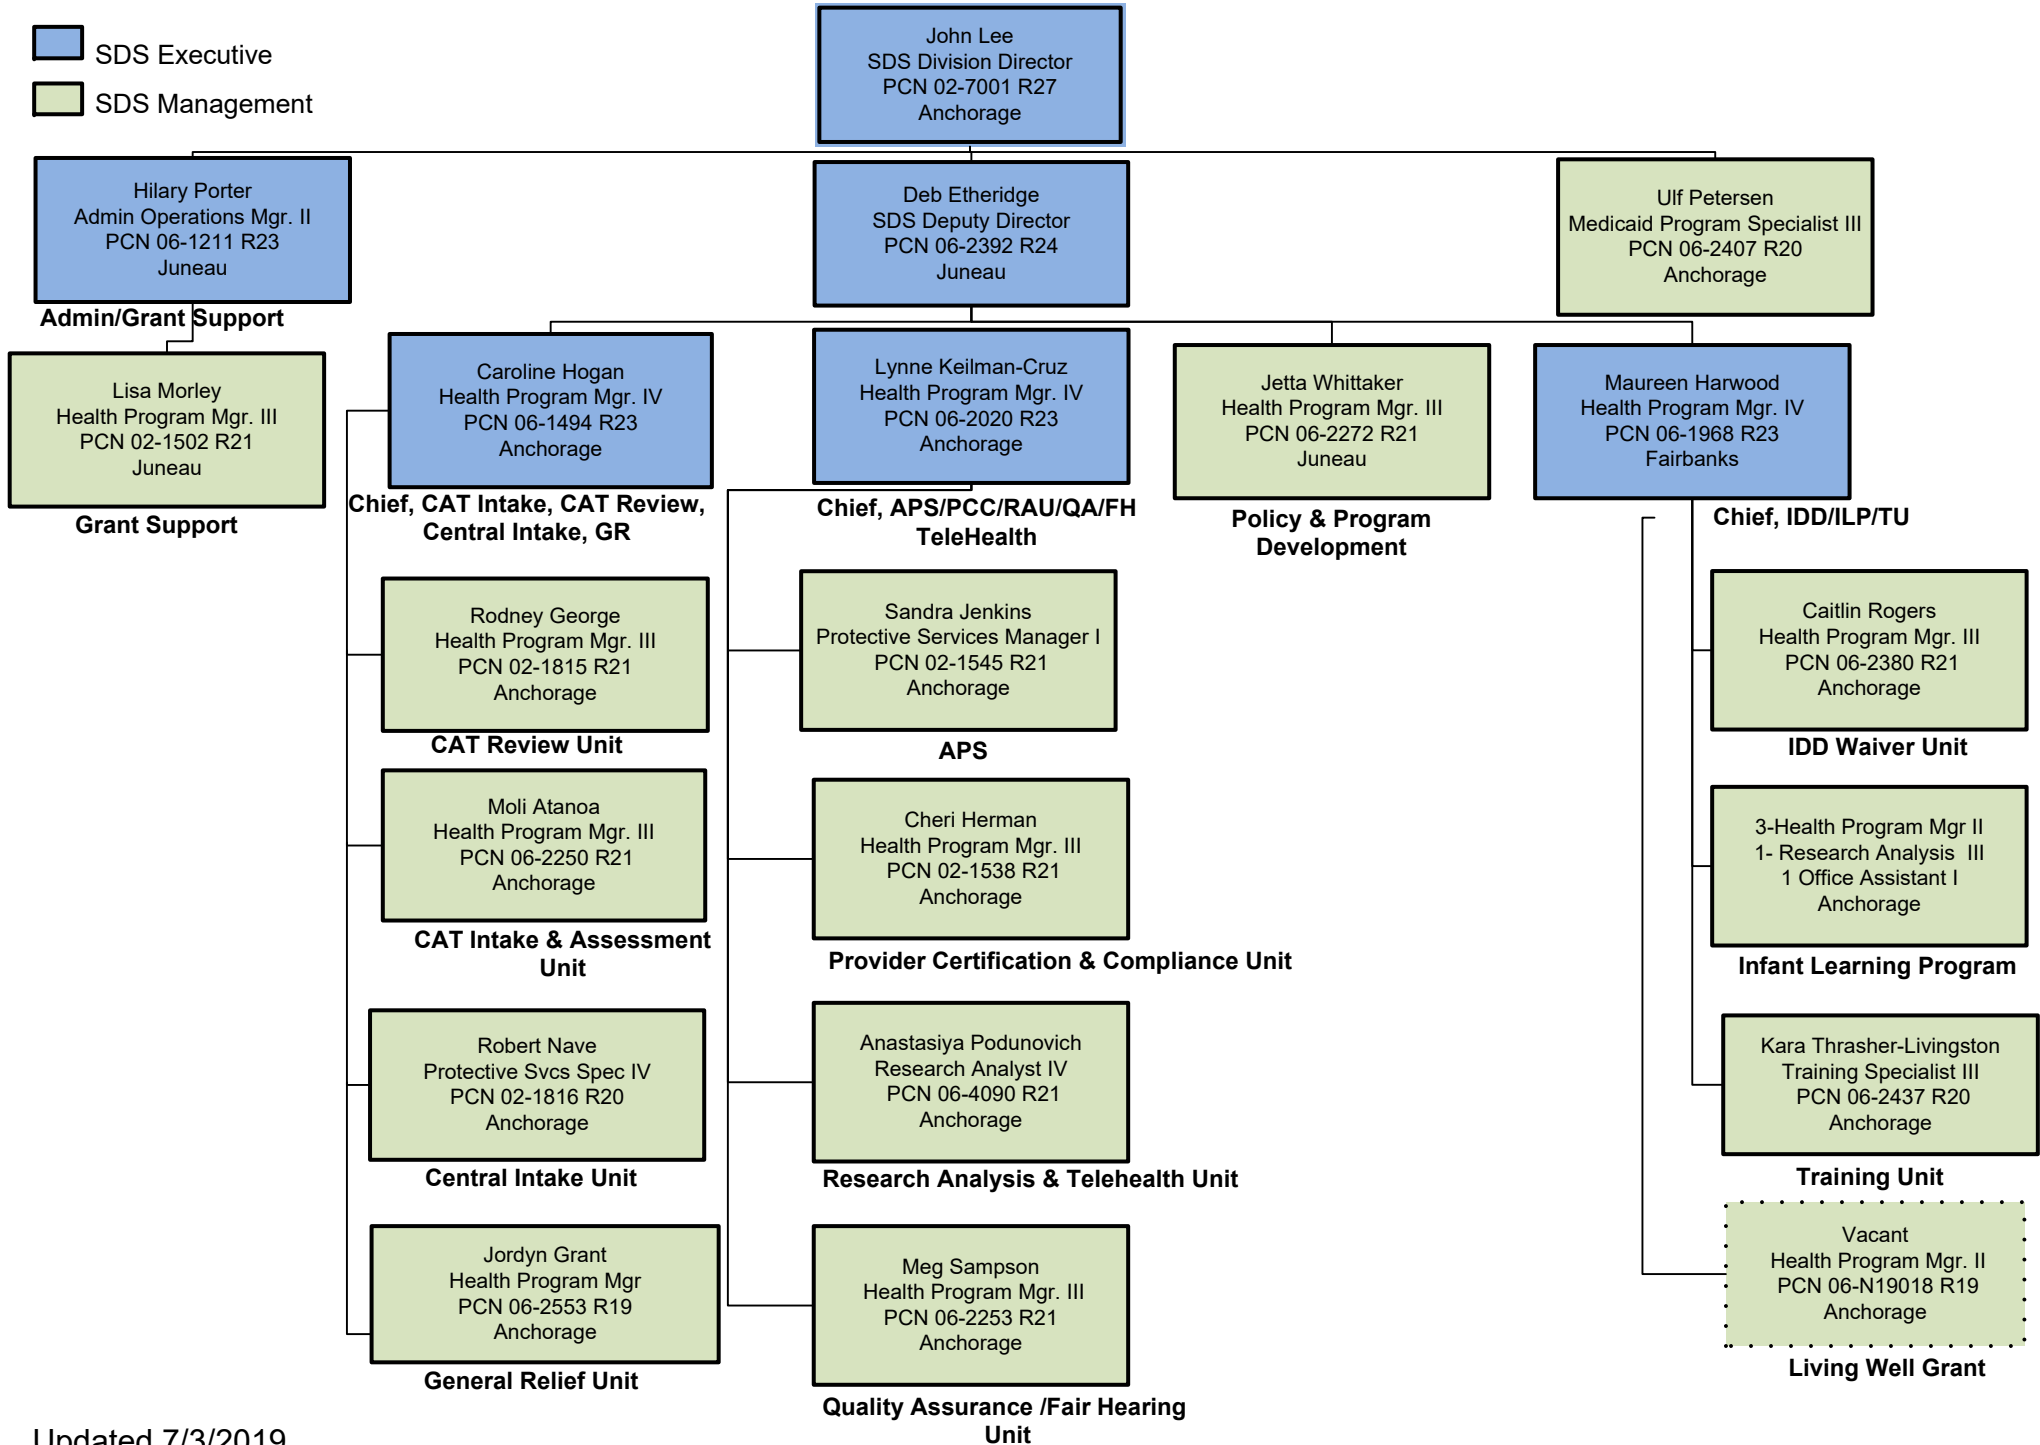 SDS Executive
SDS Management
John Lee
SDS Division Director
PCN 02-7001 R27
Anchorage
Hilary Porter
Admin Operations Mgr. II
PCN 06-1211 R23
Juneau
Admin/Grant Support
Deb Etheridge
SDS Deputy Director
PCN 06-2392 R24
Juneau
Ulf Petersen
Medicaid Program Specialist III
PCN 06-2407 R20
Anchorage
Lisa Morley
Health Program Mgr. III
PCN 02-1502 R21
Juneau
Grant Support
Caroline Hogan
Health Program Mgr. IV
PCN 06-1494 R23
Anchorage
Chief, CAT Intake, CAT Review,
Central Intake, GR
Lynne Keilman-Cruz
Health Program Mgr. IV
PCN 06-2020 R23
Anchorage
Chief, APS/PCC/RAU/QA/FH
TeleHealth
Jetta Whittaker
Health Program Mgr. III
PCN 06-2272 R21
Juneau
Policy & Program
Development
Maureen Harwood
Health Program Mgr. IV
PCN 06-1968 R23
Fairbanks
Chief, IDD/ILP/TU
Rodney George
Health Program Mgr. III
PCN 02-1815 R21
Anchorage
CAT Review Unit
Moli Atanoa
Health Program Mgr. III
PCN 06-2250 R21
Anchorage
CAT Intake & Assessment
Unit
Robert Nave
Protective Svcs Spec IV
PCN 02-1816 R20
Anchorage
Central Intake Unit
Jordyn Grant
Health Program Mgr
PCN 06-2553 R19
Anchorage
General Relief Unit
Sandra Jenkins
Protective Services Manager I
PCN 02-1545 R21
Anchorage
APS
Cheri Herman
Health Program Mgr. III
PCN 02-1538 R21
Anchorage
Provider Certification & Compliance Unit
Anastasiya Podunovich
Research Analyst IV
PCN 06-4090 R21
Anchorage
Research Analysis & Telehealth Unit
Meg Sampson
Health Program Mgr. III
PCN 06-2253 R21
Anchorage
Quality Assurance /Fair Hearing
Unit
Caitlin Rogers
Health Program Mgr. III
PCN 06-2380 R21
Anchorage
IDD Waiver Unit
3-Health Program Mgr II
1- Research Analysis III
1 Office Assistant I
Anchorage
Infant Learning Program
Kara Thrasher-Livingston
Training Specialist III
PCN 06-2437 R20
Anchorage
Training Unit
Vacant
Health Program Mgr. II
PCN 06-N19018 R19
Anchorage
Living Well Grant
Updated 7/3/2019